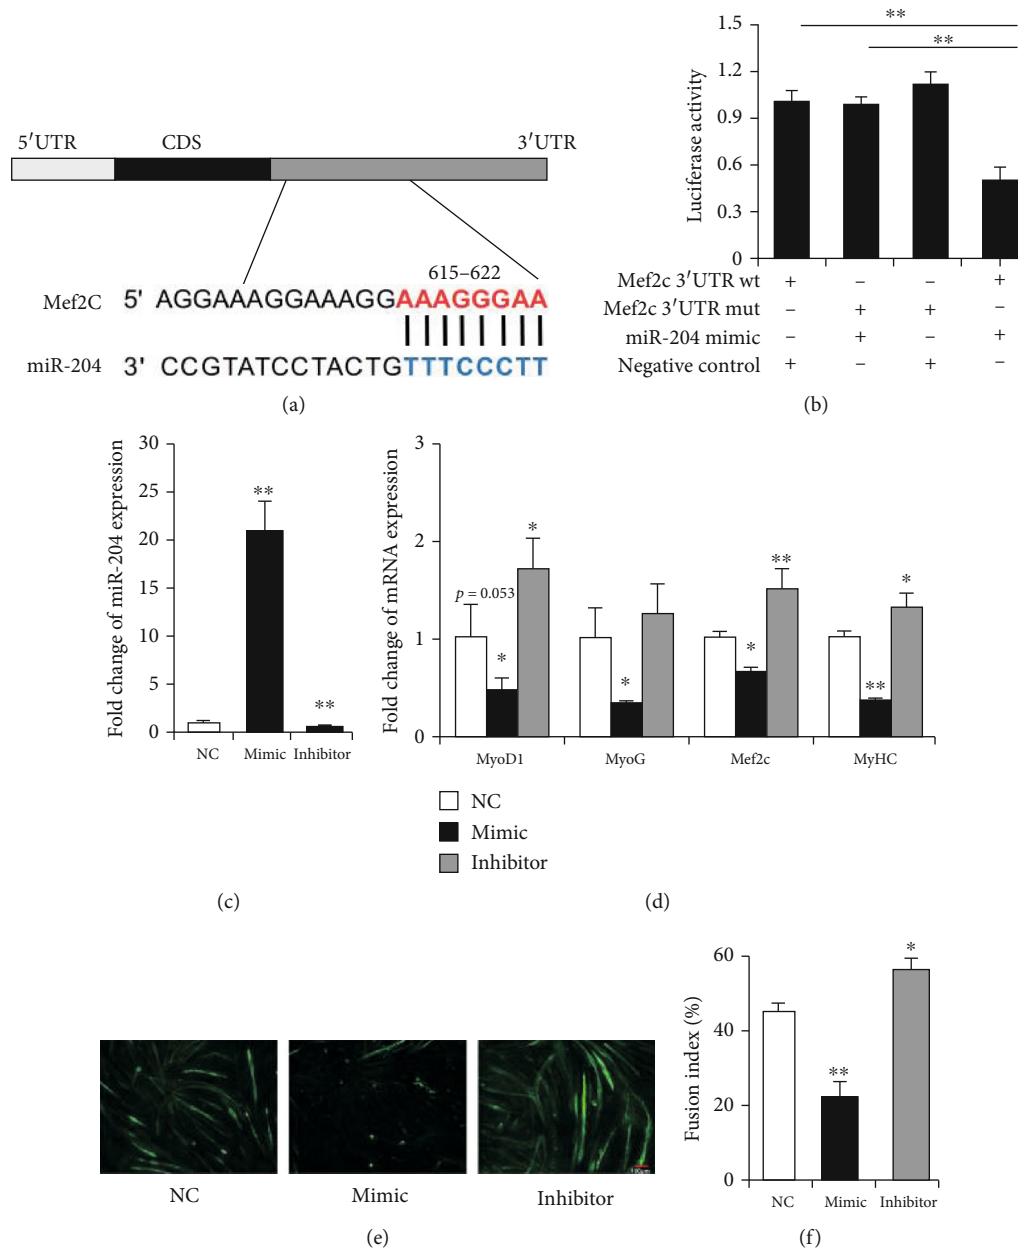 5′UTR CDS 3′UTR
615–622
Mef2C 5' AGGAAAGGAAAGGAAAGGGAA
miR-204 3' CCGTATCCTACTGTTTCCCTT
(a)
** 
**
Luciferase activity
1.5
1.2
0.9
0.6
0.3
0
Mef2c 3′UTR wt + – – +
Mef2c 3′UTR mut – + + –
miR-204 mimic – + – +
Negative control + – + –
(b)
Fold change of miR-204 expression
30
25
20
15
10
5
0
**
**
NC Mimic Inhibitor
(c)
Fold change of mRNA expression
3
2
1
0
p = 0.053 * * * * ** ** *
MyoD1 MyoG Mef2c MyHC
NC
Mimic
Inhibitor
(d)
NC Mimic Inhibitor
(e)
Fusion index (%)
60
40
20
0
**
*
NC Mimic Inhibitor
(f)